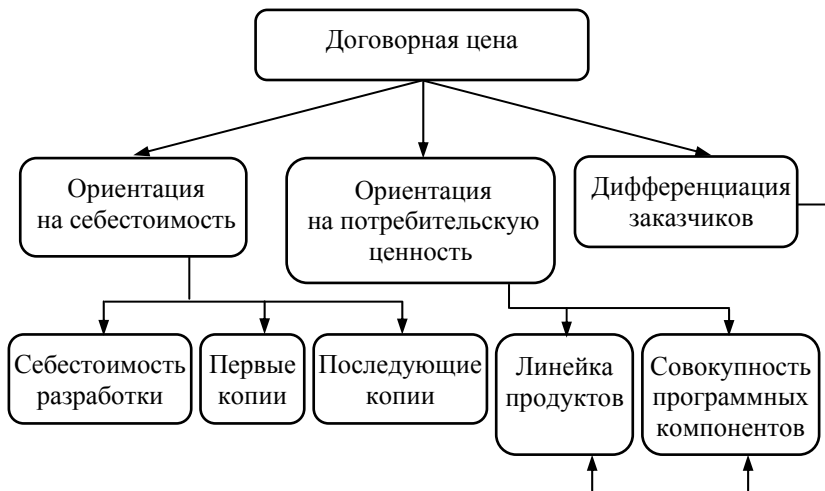 Договорная цена
Ориентация
на себестоимость
Ориентация
на потребительскую
ценность
Дифференциация
заказчиков
Себестоимость
разработки
Первые
копии
Последующие
копии
Линейка
продуктов
Совокупность
программных
компонентов